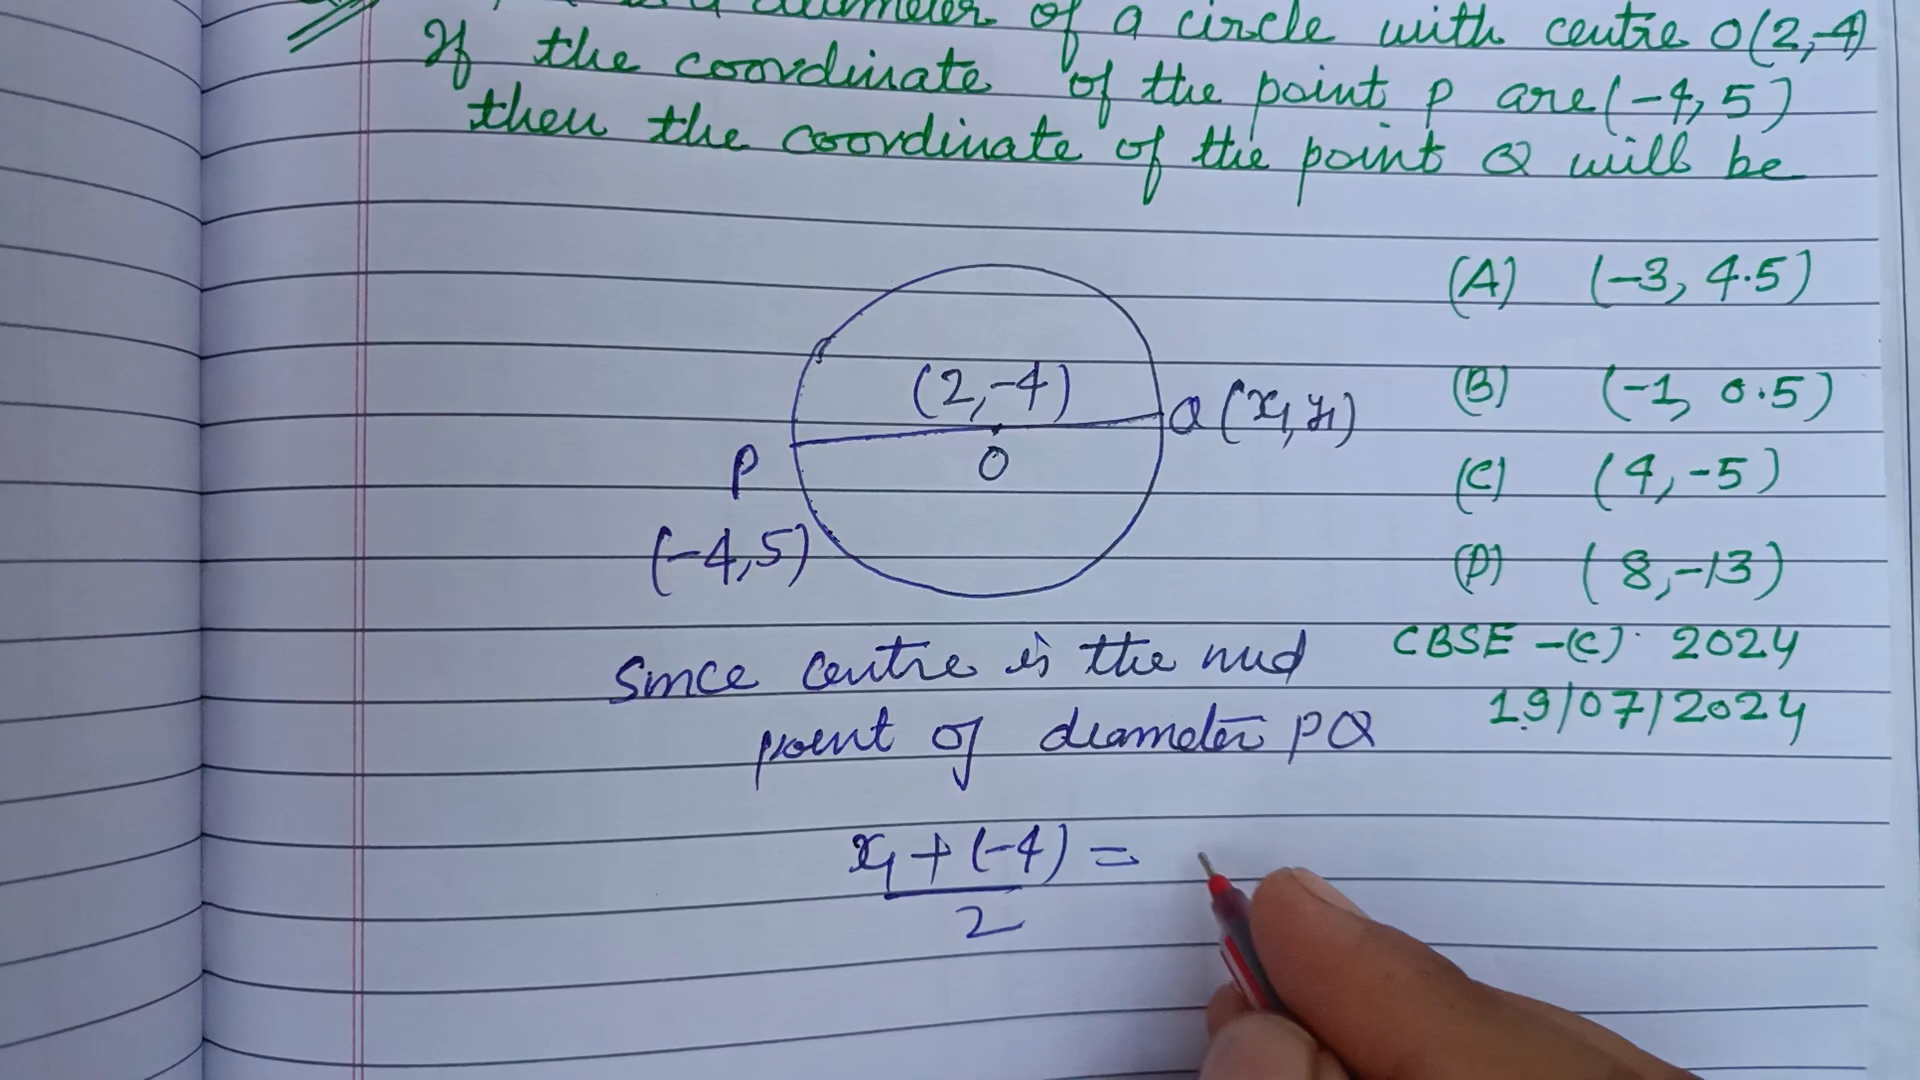 is a diameter of a circle with centre O(2,-4)
If the coordinate of the point P are (-4, 5)
then the coordinate of the point Q will be
(A) (-3, 4.5)
(2,-4)
(B) (-1, 0.5)
Q (x1, y1)
P
O
(C) (4, -5)
(-4,5)
(D) (8,-13)
Since centre is the mid
point of diameter PQ
CBSE -(C). 2024
19/07/2024
x1 + (-4) =
2